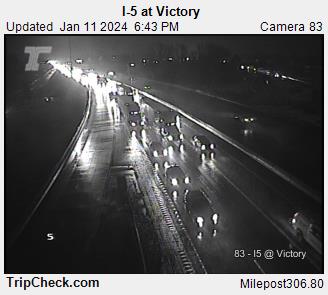 I-5 at Victory
Updated Jan 11 2024 6:43 PM Camera 83
S
83 - I5 @ Victory
TripCheck.com Milepost306.80